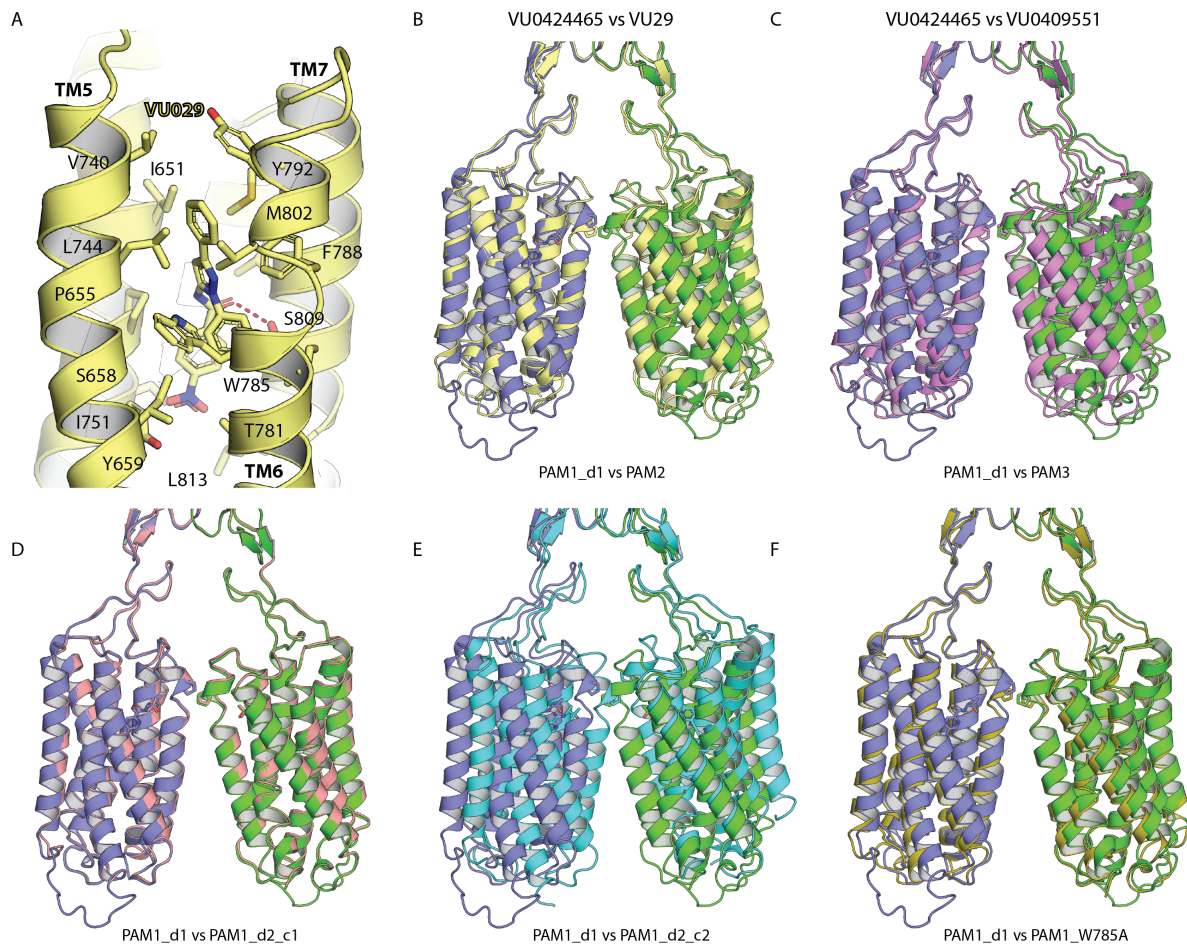 A
TM5
TM7
VU029
V740
I651
Y792
M802
L744
F788
P655
S809
S658
W785
I751
T781
Y659
TM6
L813
B
VU0424465 vs VU29
PAM1_d1 vs PAM2
C
VU0424465 vs VU0409551
PAM1_d1 vs PAM3
D
PAM1_d1 vs PAM1_d2_c1
E
PAM1_d1 vs PAM1_d2_c2
F
PAM1_d1 vs PAM1_W785A